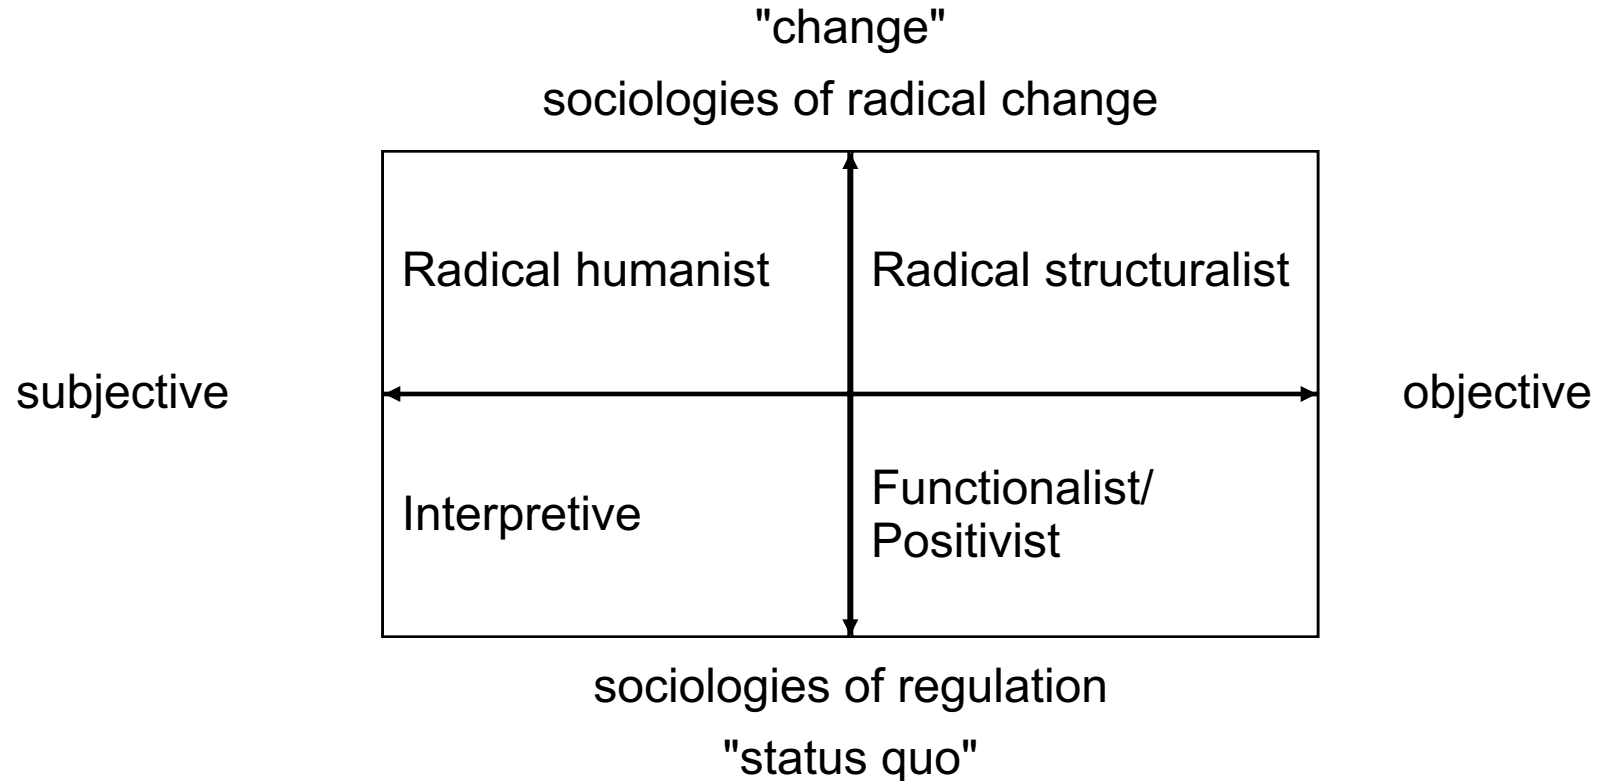 "change"
sociologies of radical change
Radical humanist
Radical structuralist
subjective
objective
Interpretive
Functionalist/
Positivist
sociologies of regulation
"status quo"